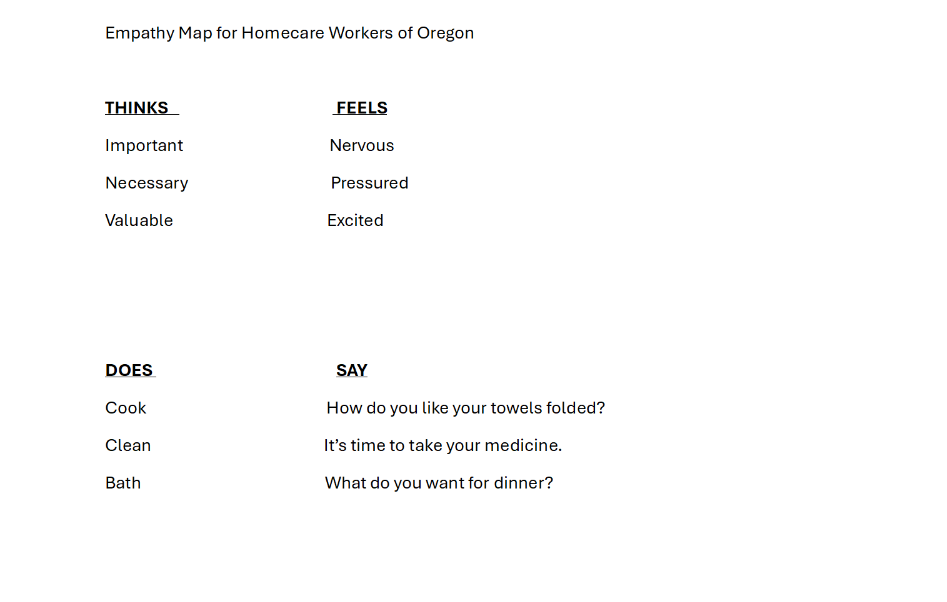 Empathy Map for Homecare Workers of Oregon
THINKS FEELS
Important Nervous
Necessary Pressured
Valuable Excited
DOES SAY
Cook How do you like your towels folded?
Clean It’s time to take your medicine.
Bath What do you want for dinner?